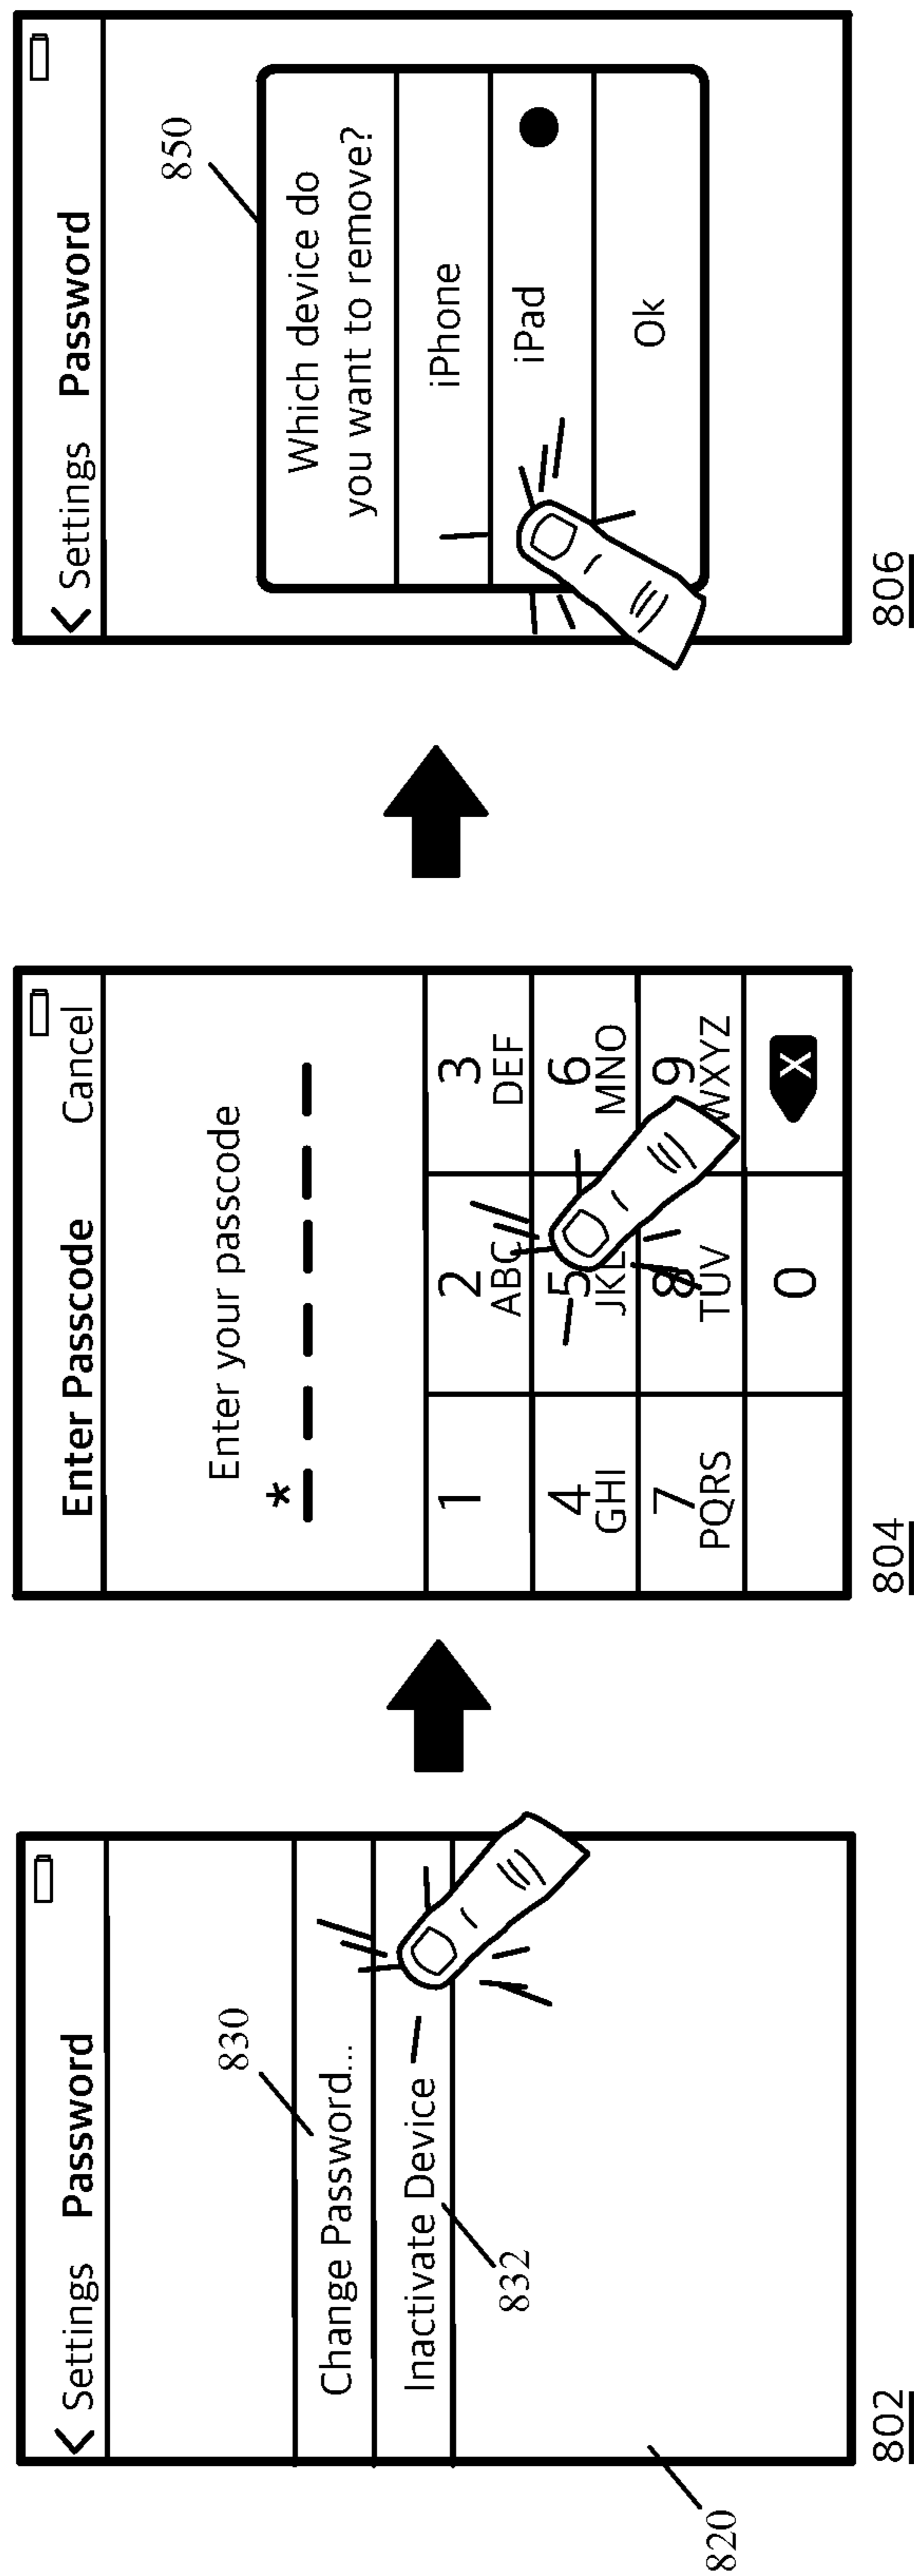 < Settings Password
830
Change Password...
Inactivate Device
832
820
802
Enter Passcode Cancel
Enter your passcode
*
1
2
ABC
3
DEF
4
GHI
5
JKL
6
MNO
7
PQRS
8
TUV
9
WXYZ
0
X
804
< Settings Password
850
Which device do
you want to remove?
iPhone
iPad
Ok
806